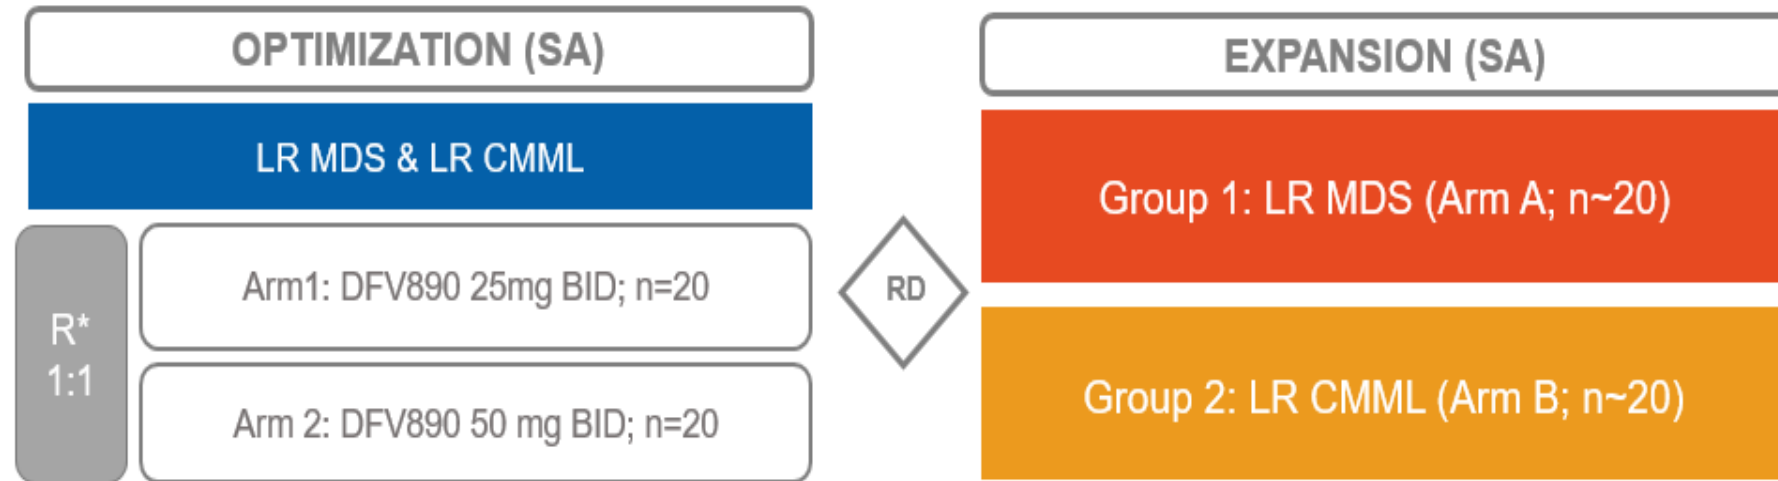 OPTIMIZATION (SA)
LR MDS & LR CMML
R*
1:1
Arm1: DFV890 25mg BID; n=20
Arm 2: DFV890 50 mg BID; n=20
RD
EXPANSION (SA)
Group 1: LR MDS (Arm A; n~20)
Group 2: LR CMML (Arm B; n~20)